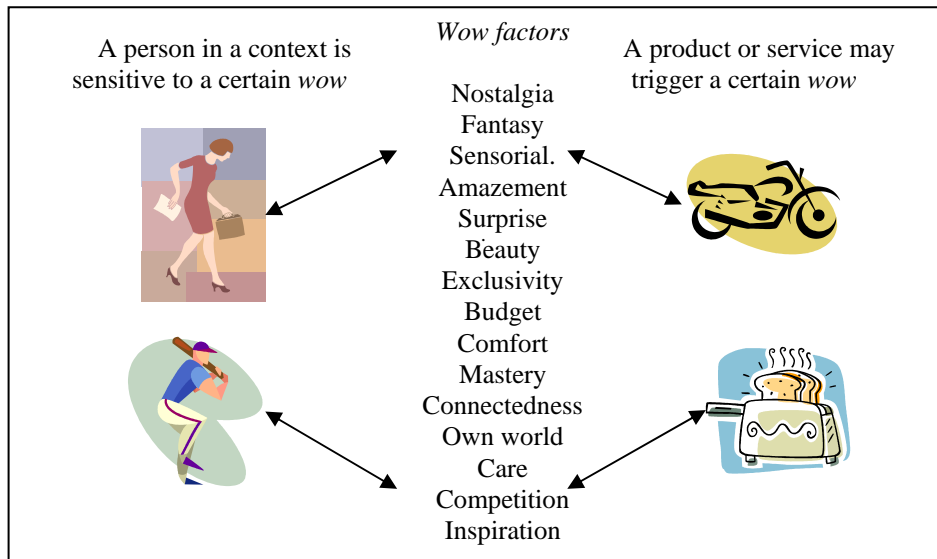 A person in a context is
sensitive to a certain wow
Wow factors
Nostalgia
Fantasy
Sensorial.
Amazement
Surprise
Beauty
Exclusivity
Budget
Comfort
Mastery
Connectedness
Own world
Care
Competition
Inspiration
A product or service may
trigger a certain wow